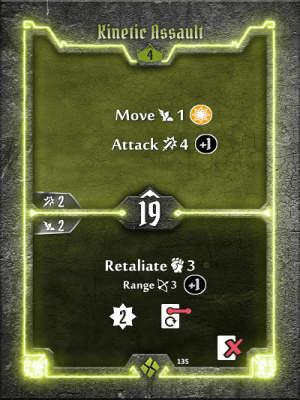 Kinetic Assault
4
Move 1
Attack 4 +1
2
19
2
Retaliate 3
Range 3 +1
2
135